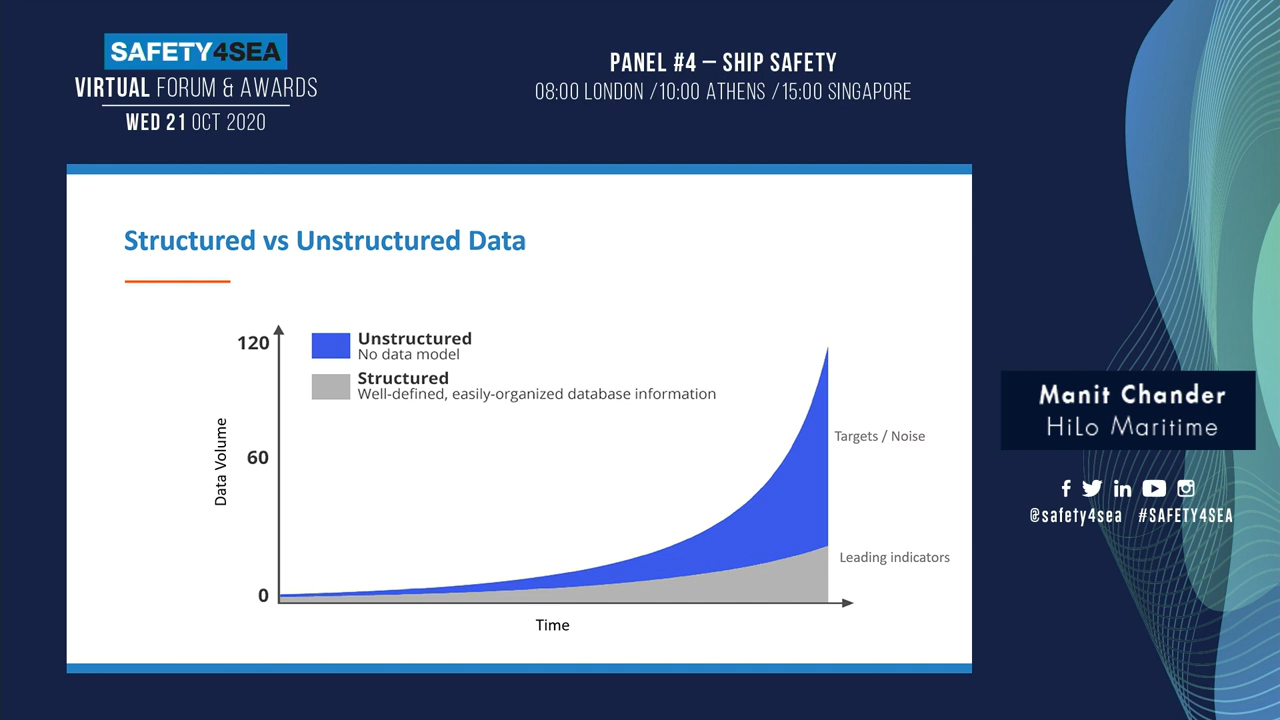 SAFETY4SEA
VIRTUAL FORUM & AWARDS
WED 21 OCT 2020
PANEL #4 – SHIP SAFETY
08:00 LONDON /10:00 ATHENS /15:00 SINGAPORE
Structured vs Unstructured Data
120
60
0
Data Volume
Unstructured
No data model
Structured
Well-defined, easily-organized database information
Targets / Noise
Leading indicators
Time
Manit Chander
HiLo Maritime
@safety4sea #SAFETY4SEA